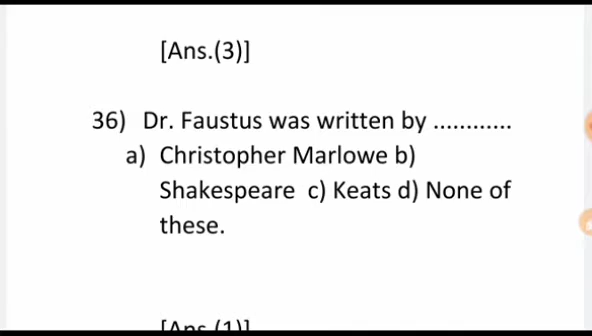 [Ans.(3)]
36) Dr. Faustus was written by ............
a) Christopher Marlowe b)
Shakespeare c) Keats d) None of
these.
[Ans.(1)]